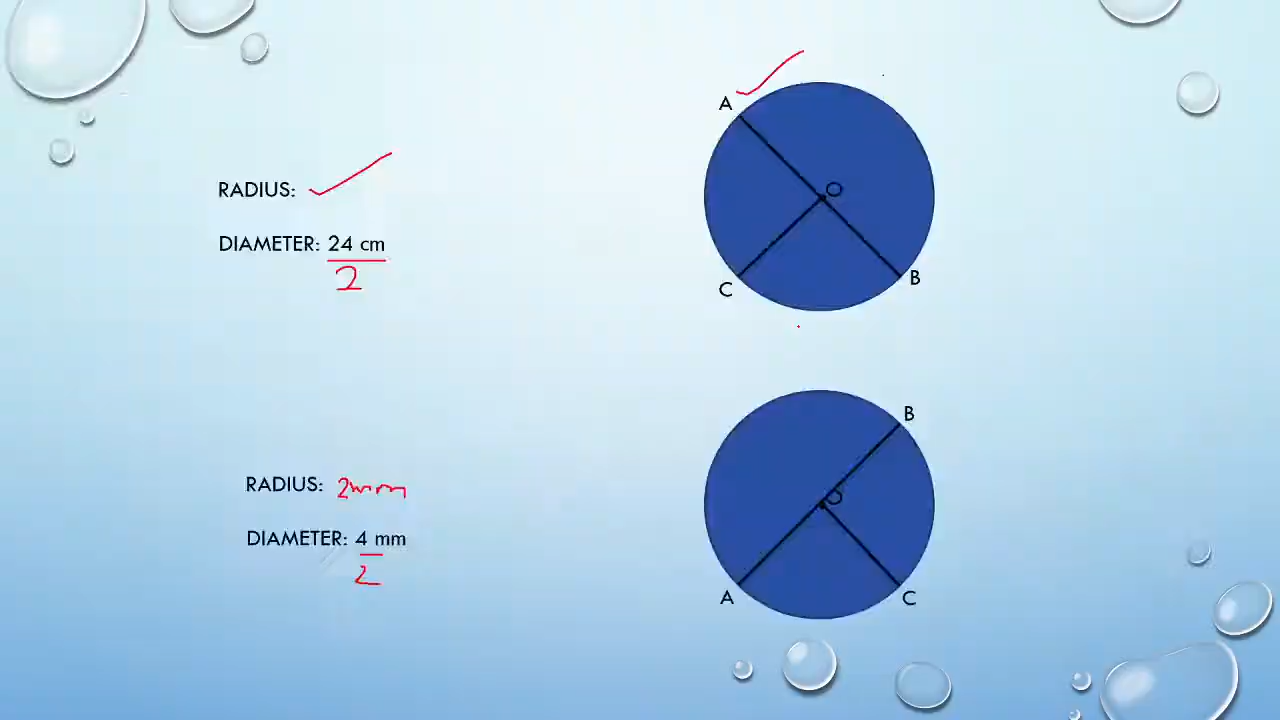 A
RADIUS:
O
DIAMETER: 24 cm
2
C
B
B
RADIUS: 2mm
O
DIAMETER: 4 mm
2
A
C